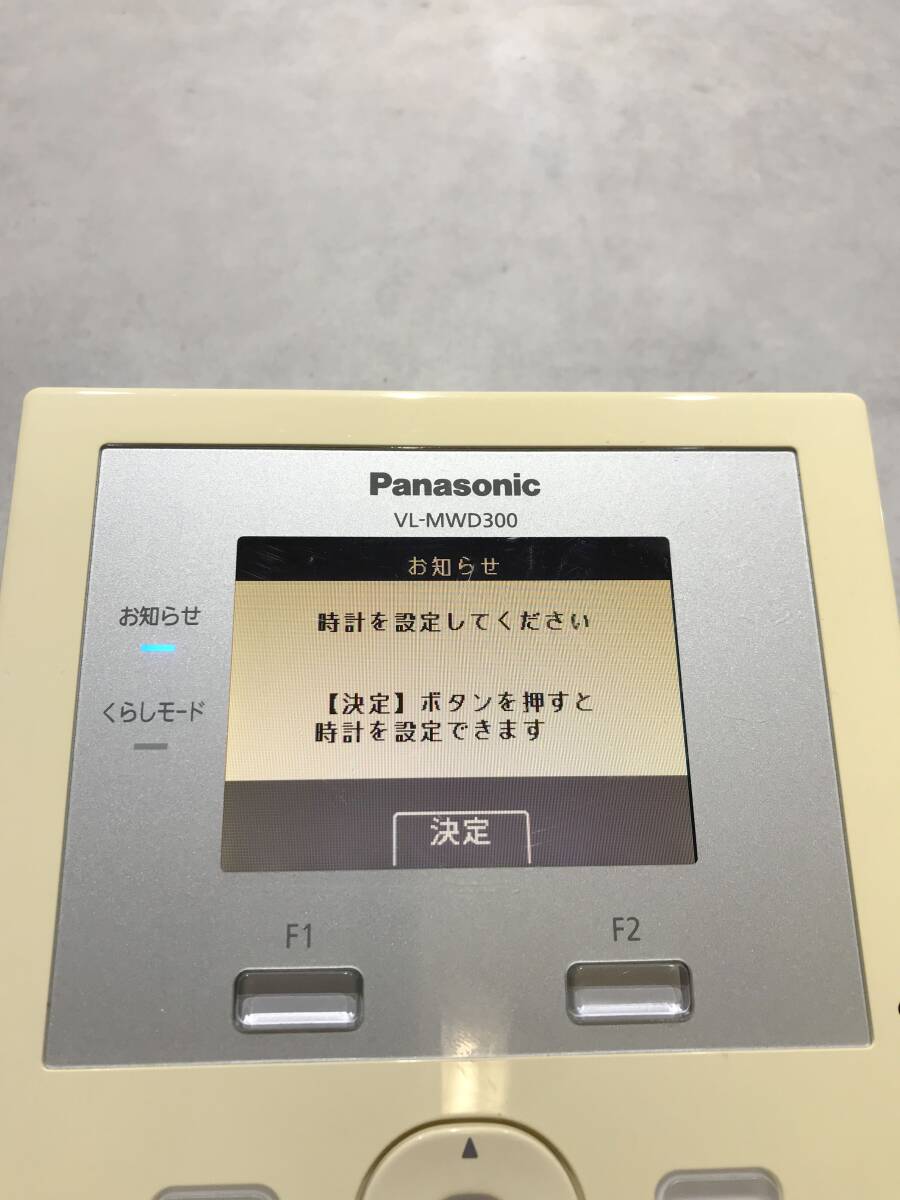 Panasonic
VL-MWD300
お知らせ
時計を設定してください
【決定】ボタンを押すと
時計を設定できます
決定
お知らせ
くらしモード
F1
F2